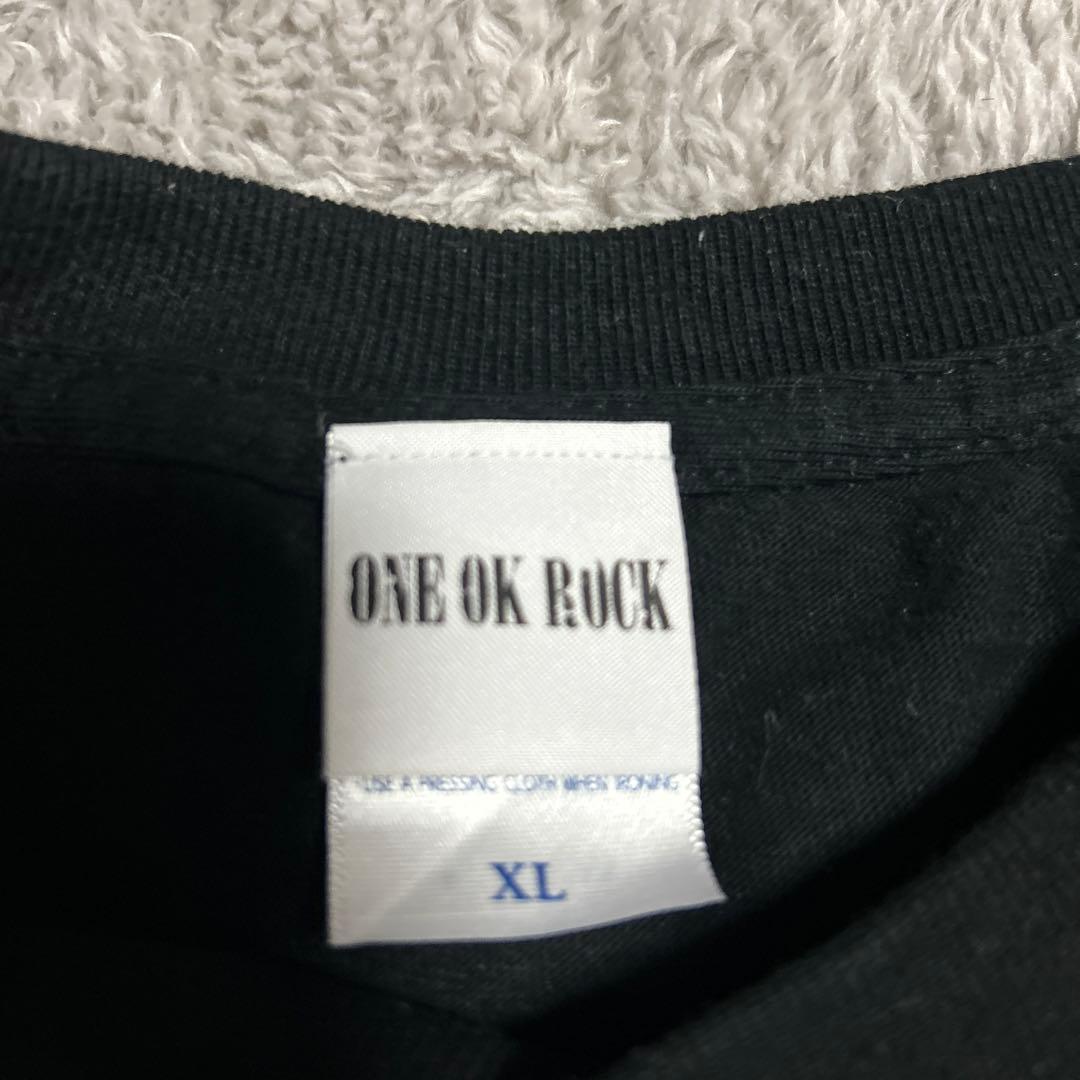 ONE OK ROCK
USE A PRESSING CLOTH WHEN IRONING
XL